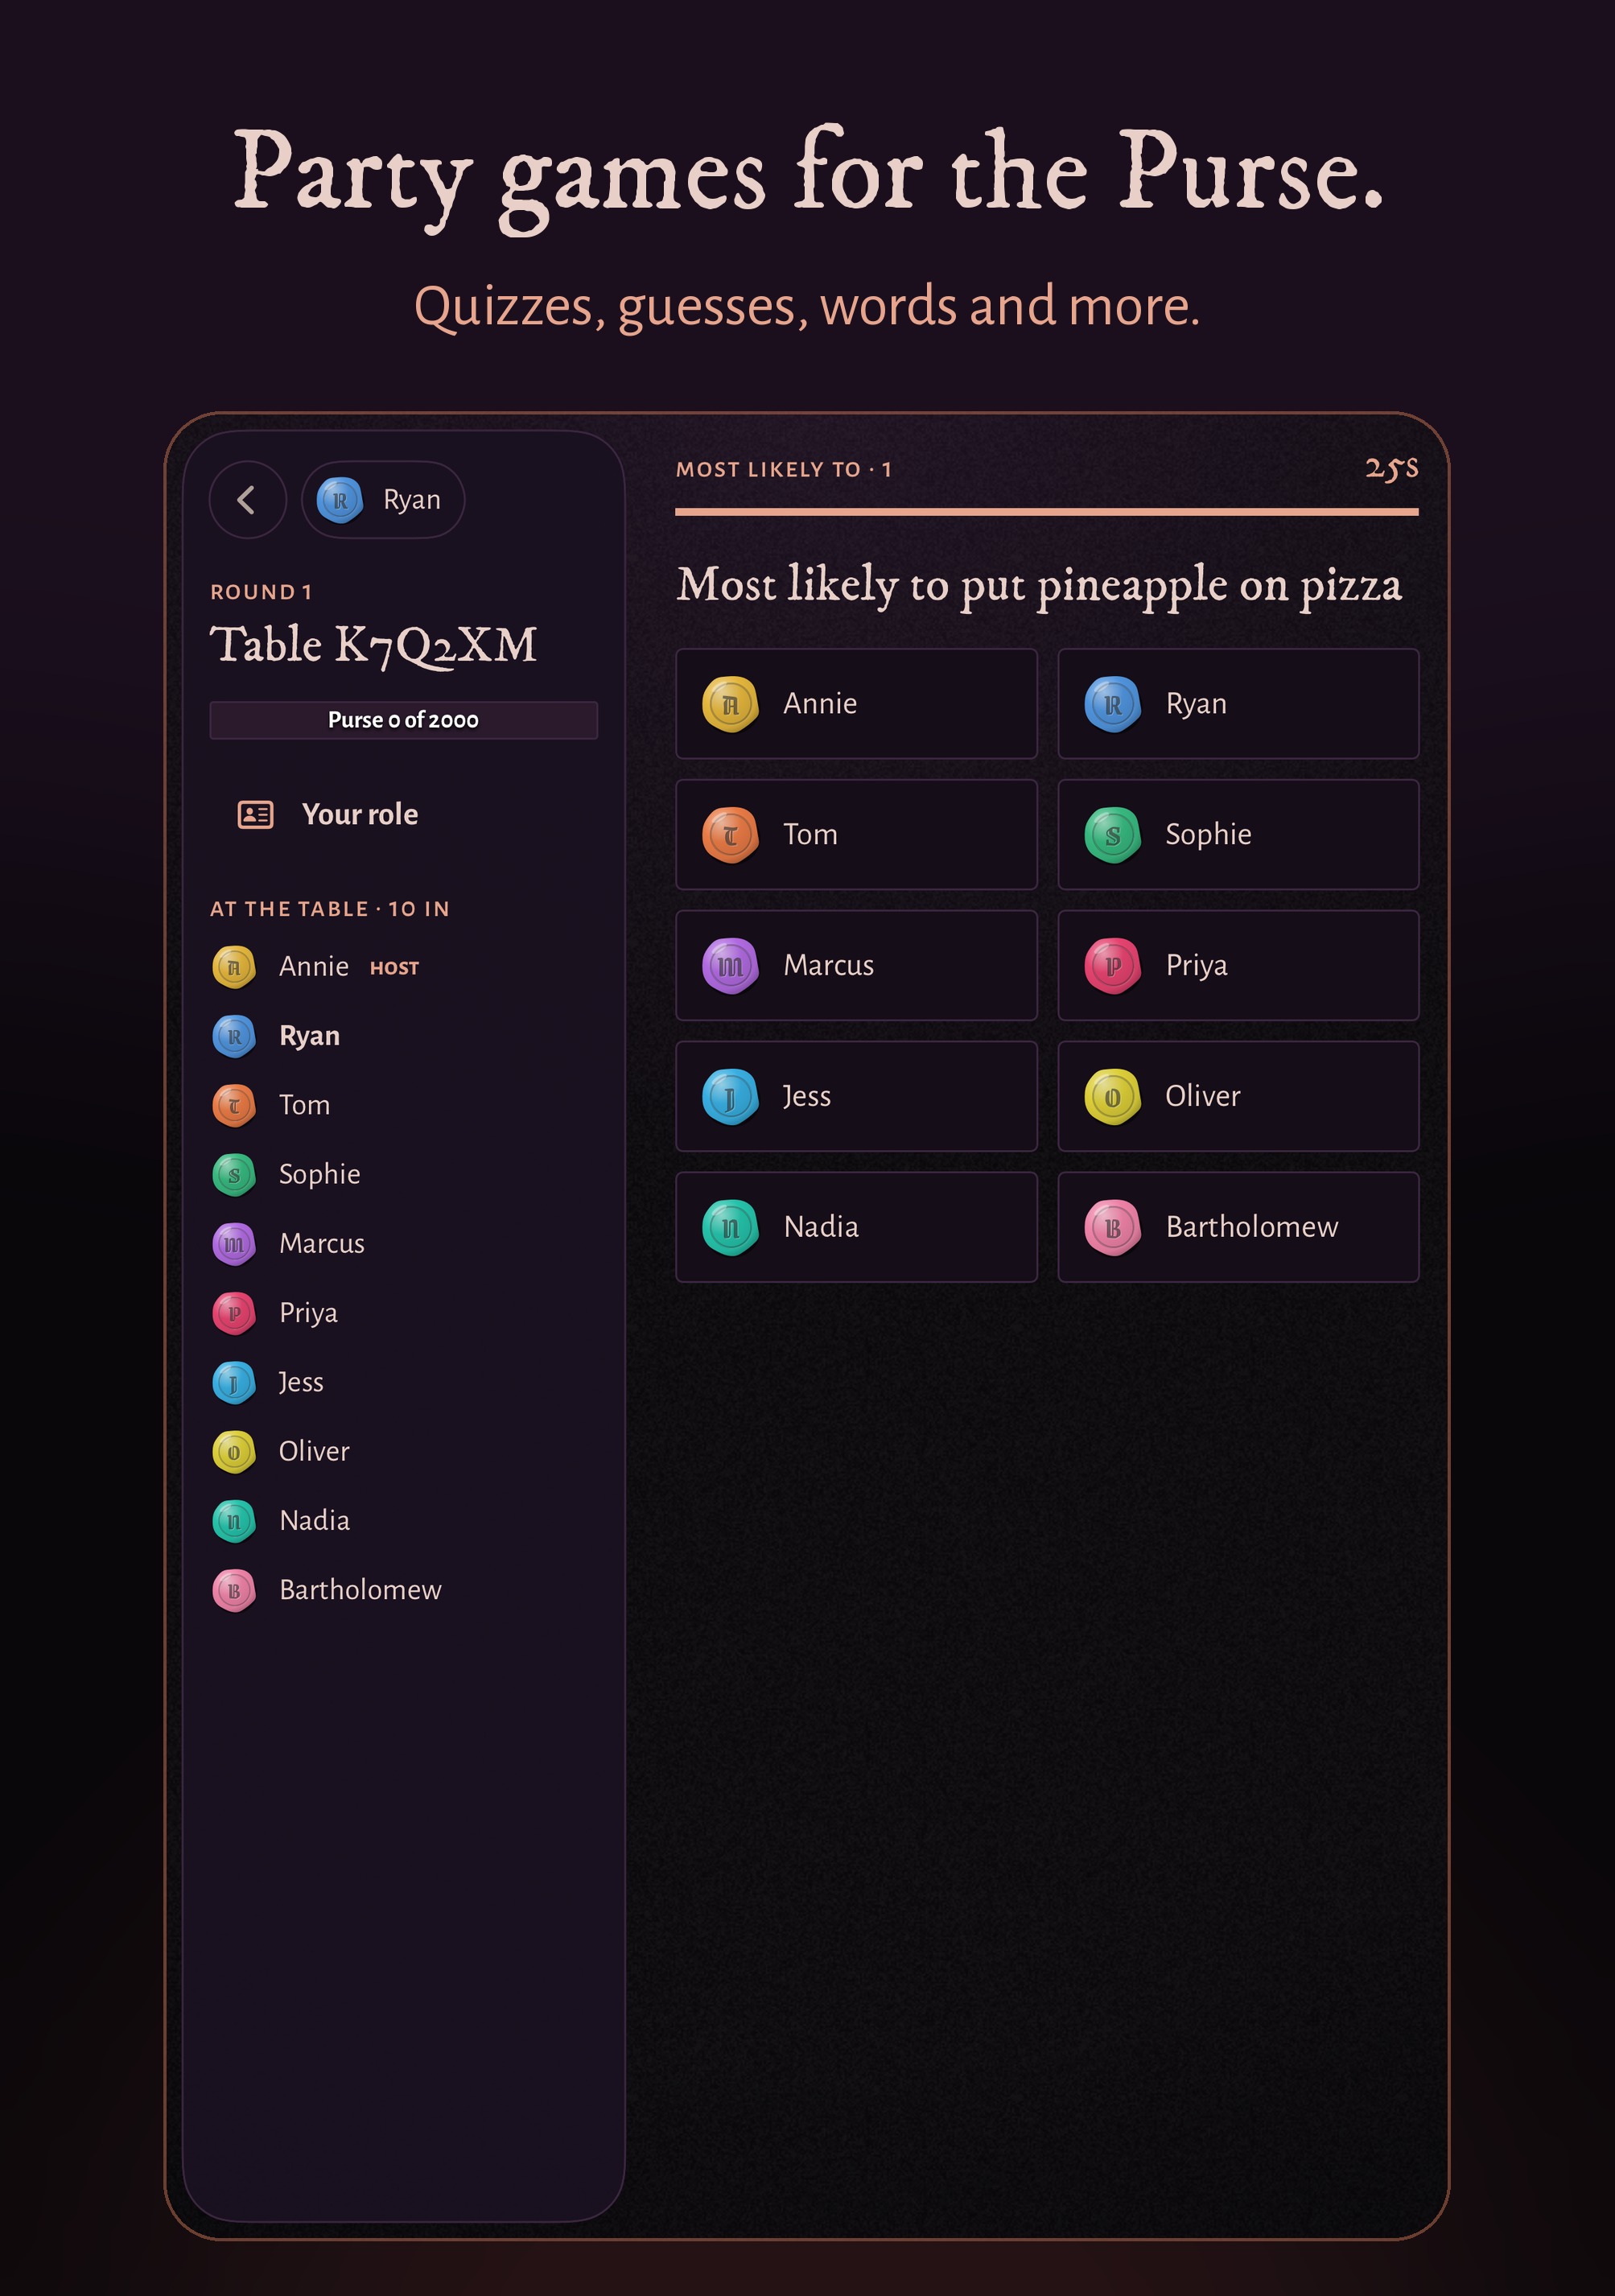 Party games for the Purse.
Quizzes, guesses, words and more.
R Ryan
ROUND 1
Table K7Q2XM
Purse 0 of 2000
Your role
AT THE TABLE · 10 IN
A Annie HOST
R Ryan
T Tom
S Sophie
M Marcus
P Priya
J Jess
O Oliver
N Nadia
B Bartholomew
MOST LIKELY TO · 1 25s
Most likely to put pineapple on pizza
A Annie
R Ryan
T Tom
S Sophie
M Marcus
P Priya
J Jess
O Oliver
N Nadia
B Bartholomew